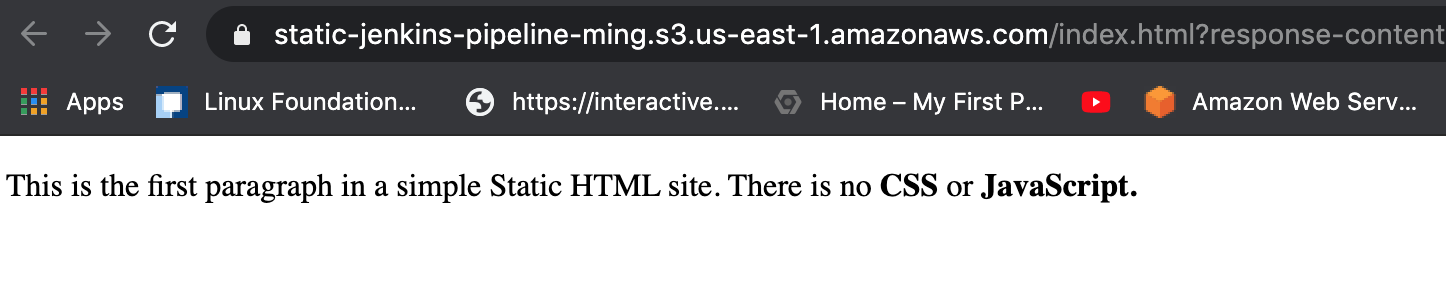 static-jenkins-pipeline-ming.s3.us-east-1.amazonaws.com/index.html?response-content
Apps Linux Foundation... https://interactive.... Home – My First P... Amazon Web Serv...
This is the first paragraph in a simple Static HTML site. There is no CSS or JavaScript.